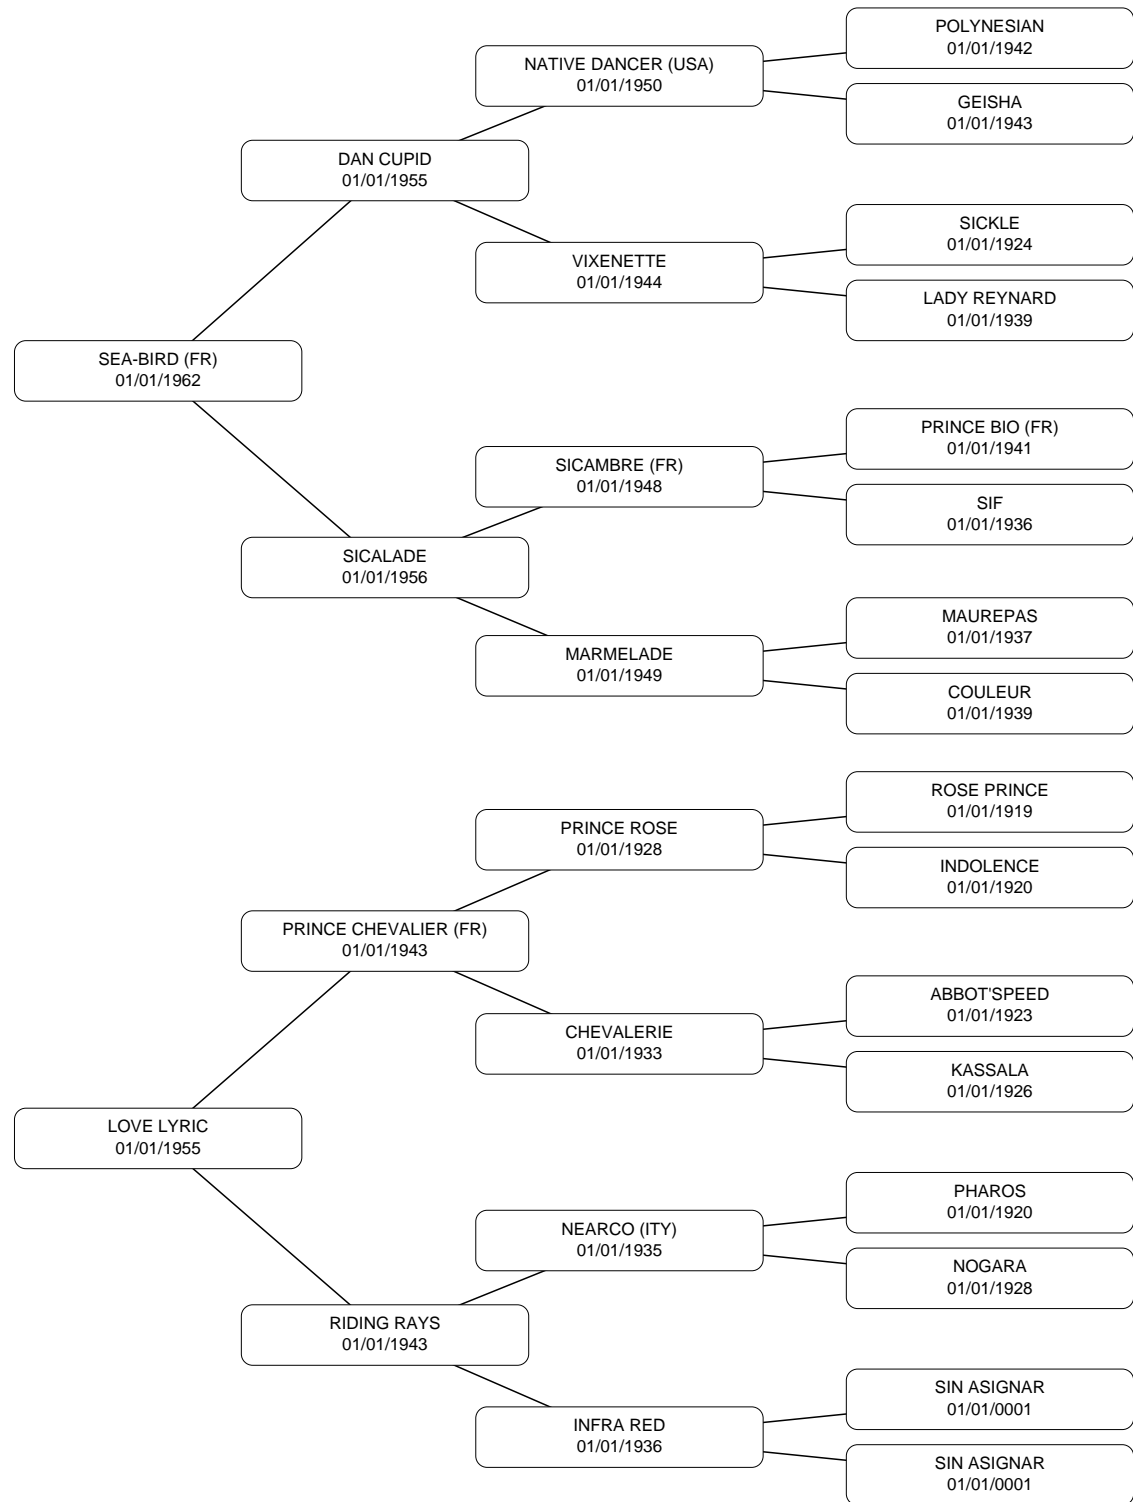 POLYNESIAN
01/01/1942
NATIVE DANCER (USA)
01/01/1950
GEISHA
01/01/1943
DAN CUPID
01/01/1955
SICKLE
01/01/1924
VIXENETTE
01/01/1944
LADY REYNARD
01/01/1939
SEA-BIRD (FR)
01/01/1962
PRINCE BIO (FR)
01/01/1941
SICAMBRE (FR)
01/01/1948
SIF
01/01/1936
SICALADE
01/01/1956
MAUREPAS
01/01/1937
MARMELADE
01/01/1949
COULEUR
01/01/1939
ROSE PRINCE
01/01/1919
PRINCE ROSE
01/01/1928
INDOLENCE
01/01/1920
PRINCE CHEVALIER (FR)
01/01/1943
ABBOT'SPEED
01/01/1923
CHEVALERIE
01/01/1933
KASSALA
01/01/1926
LOVE LYRIC
01/01/1955
PHAROS
01/01/1920
NEARCO (ITY)
01/01/1935
NOGARA
01/01/1928
RIDING RAYS
01/01/1943
SIN ASIGNAR
01/01/0001
INFRA RED
01/01/1936
SIN ASIGNAR
01/01/0001